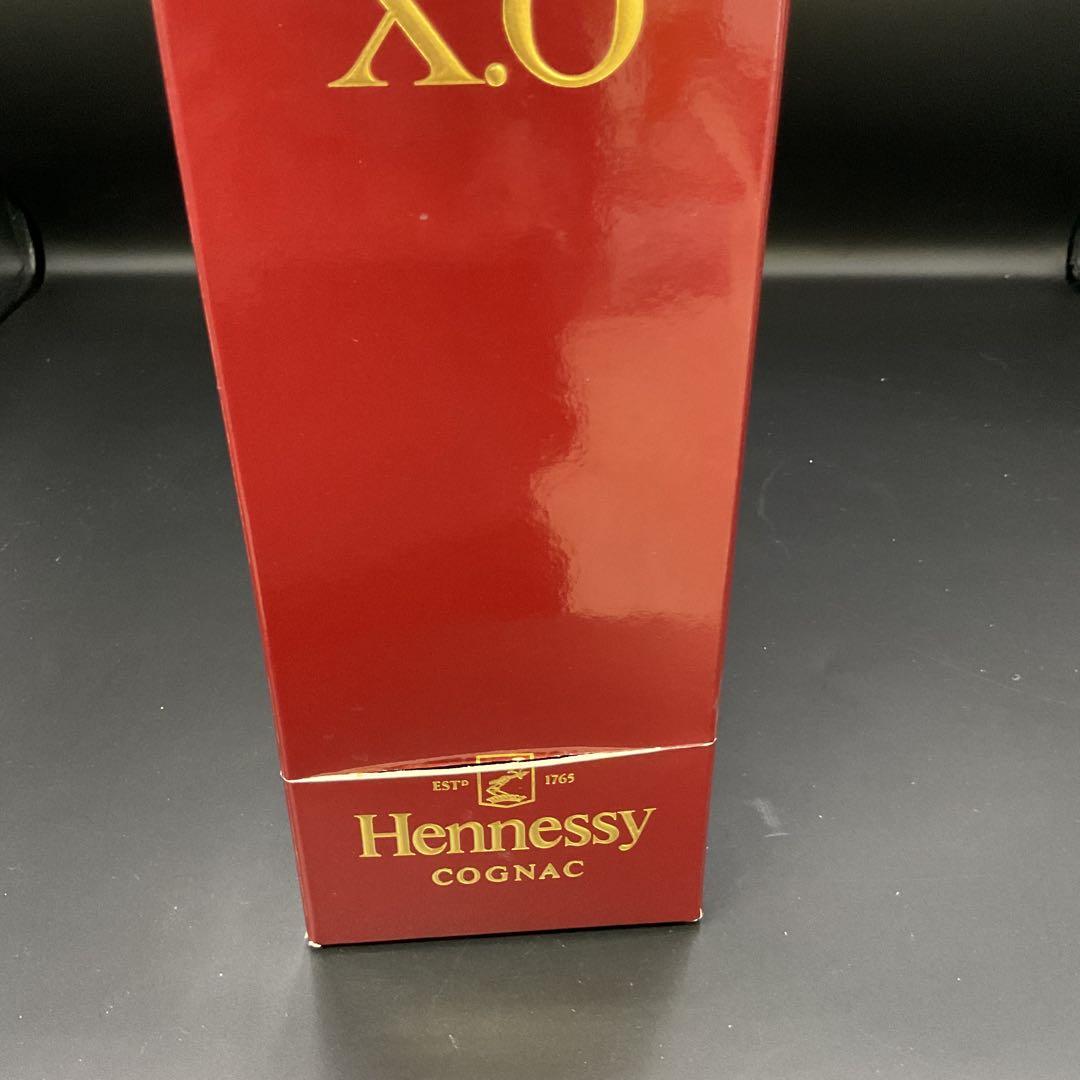 X.O
ESTD 1765
Hennessy
COGNAC